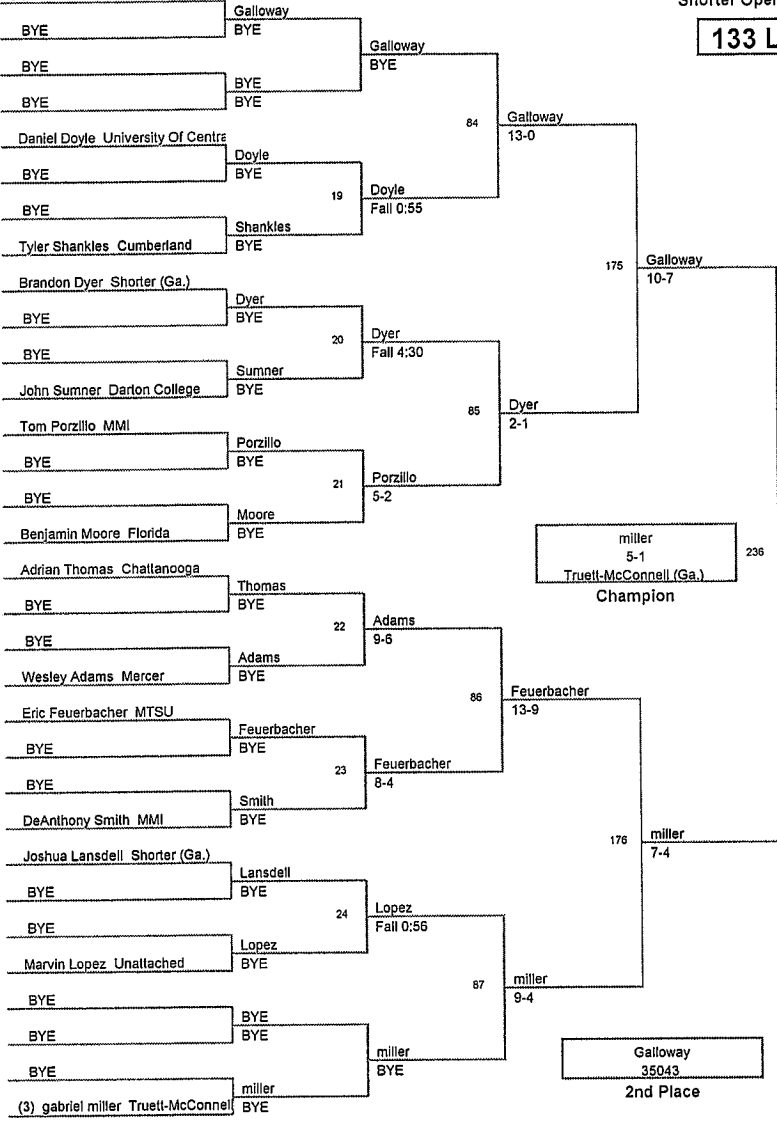 Shorter Oper
133 L
Galloway
BYE
BYE
Galloway
BYE
BYE
BYE
BYE
BYE
84
Galloway
13-0
Daniel Doyle University Of Centra
Doyle
BYE
BYE
19
Doyle
Fall 0:55
BYE
Shankles
BYE
Tyler Shankles Cumberland
175
Galloway
10-7
Brandon Dyer Shorter (Ga.)
Dyer
BYE
BYE
20
Dyer
Fall 4:30
BYE
Sumner
BYE
John Sumner Darton College
85
Dyer
2-1
Tom Porzillo MMI
Porzillo
BYE
BYE
21
Porzillo
5-2
BYE
Moore
BYE
Benjamin Moore Florida
miller
5-1
Truett-McConnell (Ga.)
236
Champion
Adrian Thomas Chattanooga
Thomas
BYE
BYE
22
Adams
9-6
BYE
Adams
BYE
Wesley Adams Mercer
86
Feuerbacher
13-9
Eric Feuerbacher MTSU
Feuerbacher
BYE
BYE
23
Feuerbacher
8-4
BYE
Smith
BYE
DeAnthony Smith MMI
176
miller
7-4
Joshua Lansdell Shorter (Ga.)
Lansdell
BYE
BYE
24
Lopez
Fall 0:56
BYE
Lopez
BYE
Marvin Lopez Unattached
87
miller
9-4
BYE
BYE
BYE
BYE
miller
BYE
BYE
miller
BYE
(3) gabriel miller Truett-McConnell
Galloway
35043
2nd Place